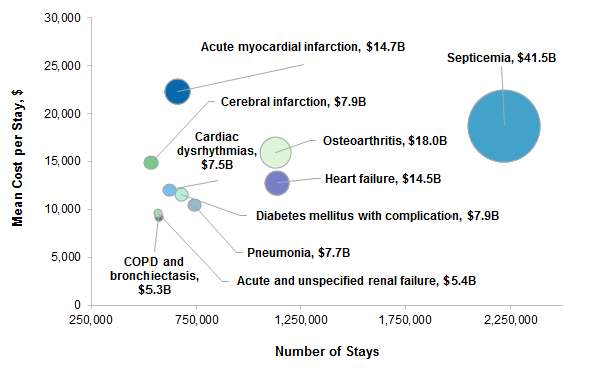 30,000
25,000
20,000
15,000
10,000
5,000
0
Mean Cost per Stay, $
Acute myocardial infarction, $14.7B
Septicemia, $41.5B
Cerebral infarction, $7.9B
Cardiac
dysrhythmias,
$7.5B
Osteoarthritis, $18.0B
Heart failure, $14.5B
Diabetes mellitus with complication, $7.9B
Pneumonia, $7.7B
COPD and
bronchiectasis,
$5.3B
Acute and unspecified renal failure, $5.4B
250,000
750,000
1,250,000
1,750,000
2,250,000
Number of Stays